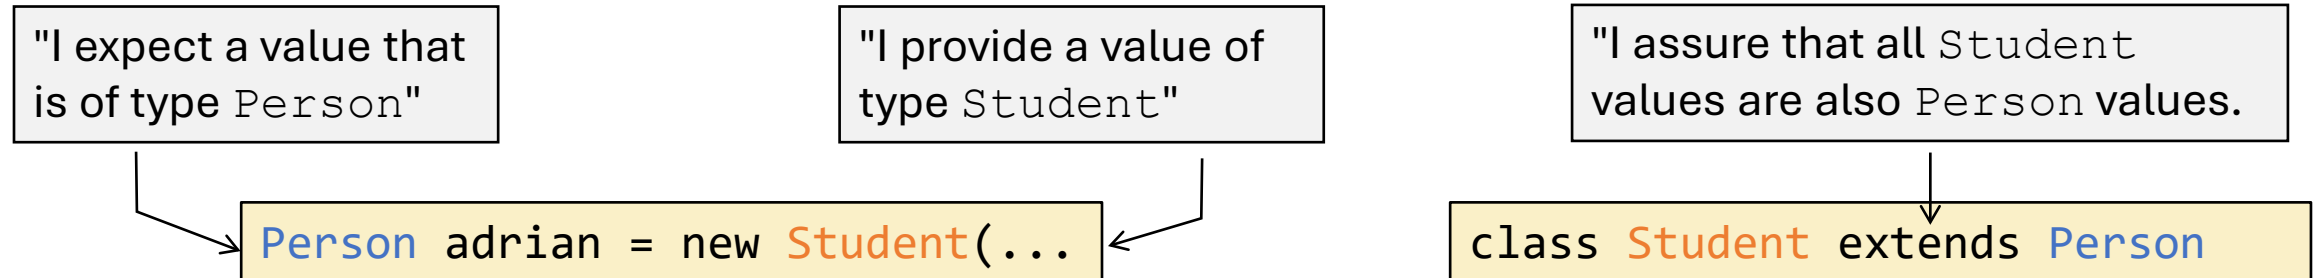 "I expect a value that
is of type Person"
"I provide a value of
type Student"
"I assure that all Student
values are also Person values.
Person adrian = new Student(...
class Student extends Person